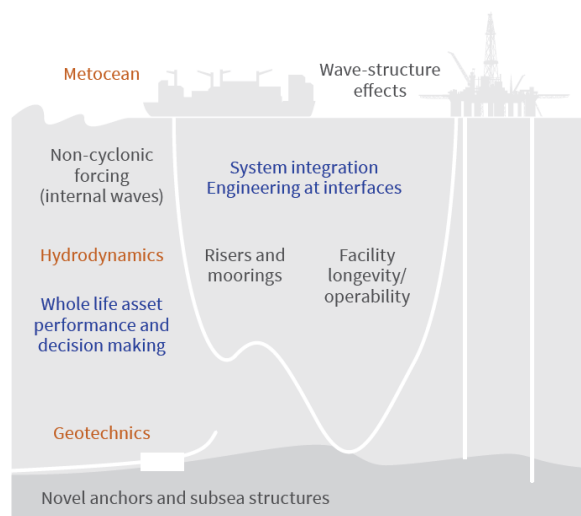 Metocean
Wave-structure
effects
Non-cyclonic
forcing
(internal waves)
System integration
Engineering at interfaces
Hydrodynamics
Risers and
moorings
Facility
longevity/
operability
Whole life asset
performance and
decision making
Geotechnics
Novel anchors and subsea structures